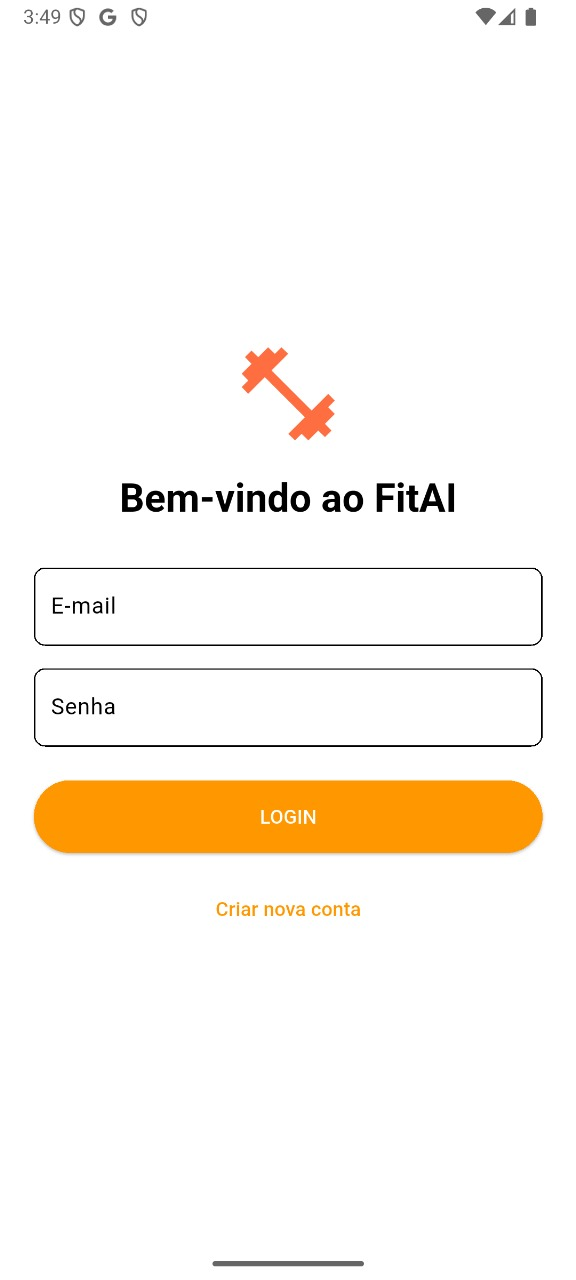 3:49
Bem-vindo ao FitAI
E-mail
Senha
LOGIN
Criar nova conta